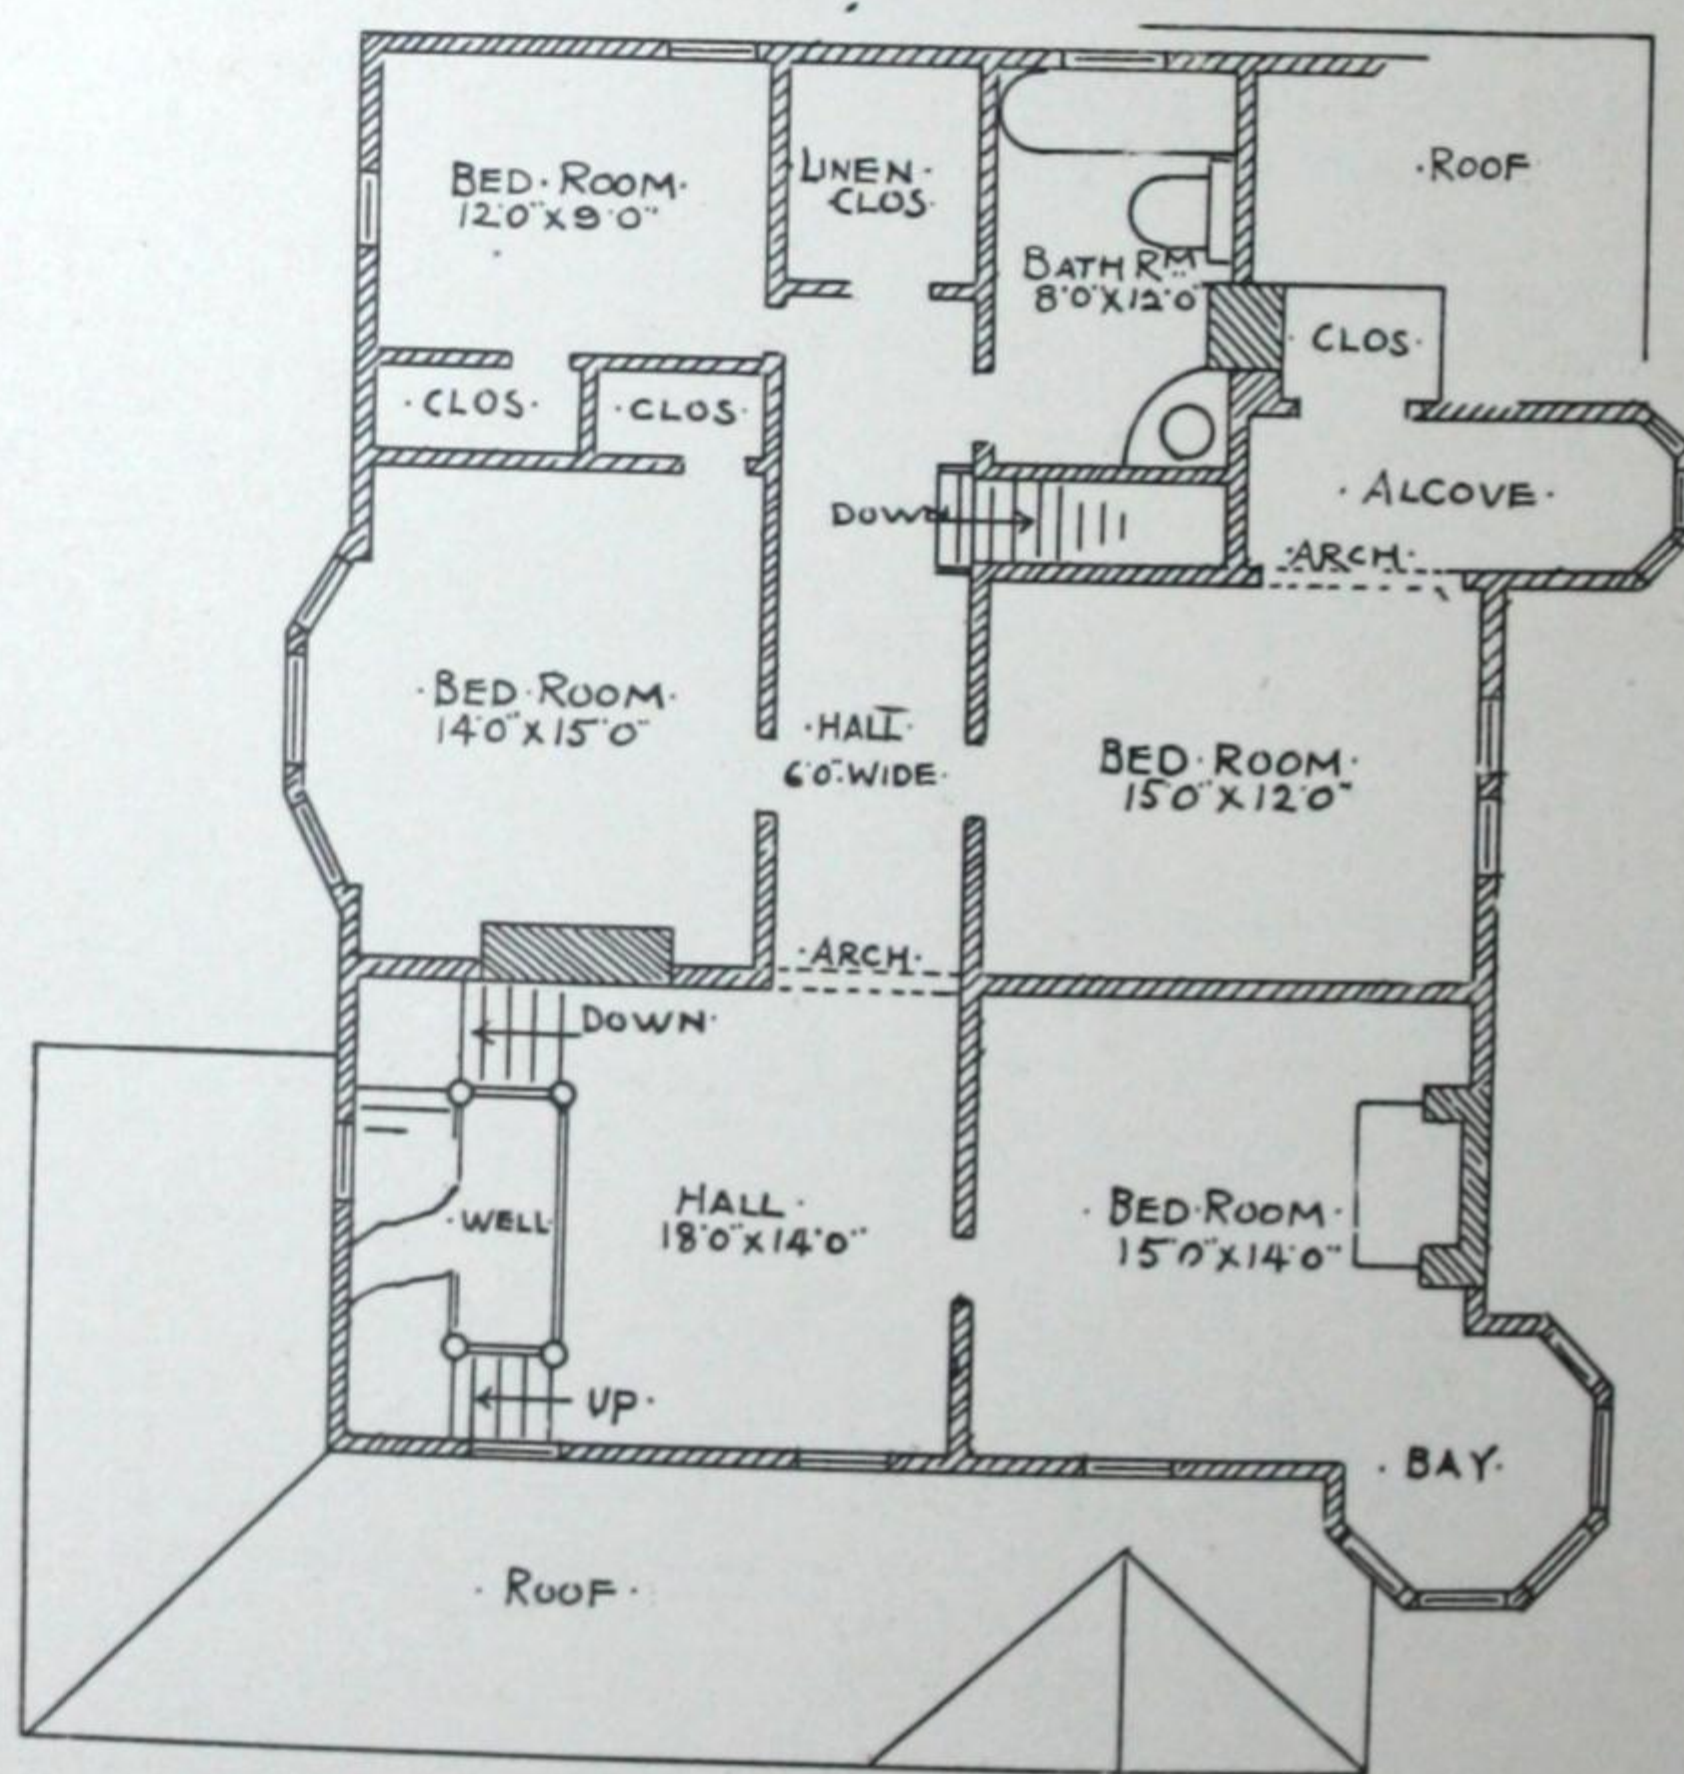 BED·ROOM·
12'0"X9'0"
LINEN·
CLOS·
·ROOF
BATH RM
8'0"X12'0"
·CLOS·
·CLOS·
·CLOS·
·ALCOVE·
DOWN
·ARCH·
·BED·ROOM·
14'0"X15'0"
·HALL·
6'0"·WIDE·
BED·ROOM·
15'0"X12'0"
·ARCH·
DOWN·
·WELL·
HALL·
18'0"X14'0"
·BED·ROOM·
15'0"X14'0"
UP·
·BAY·
·ROOF·